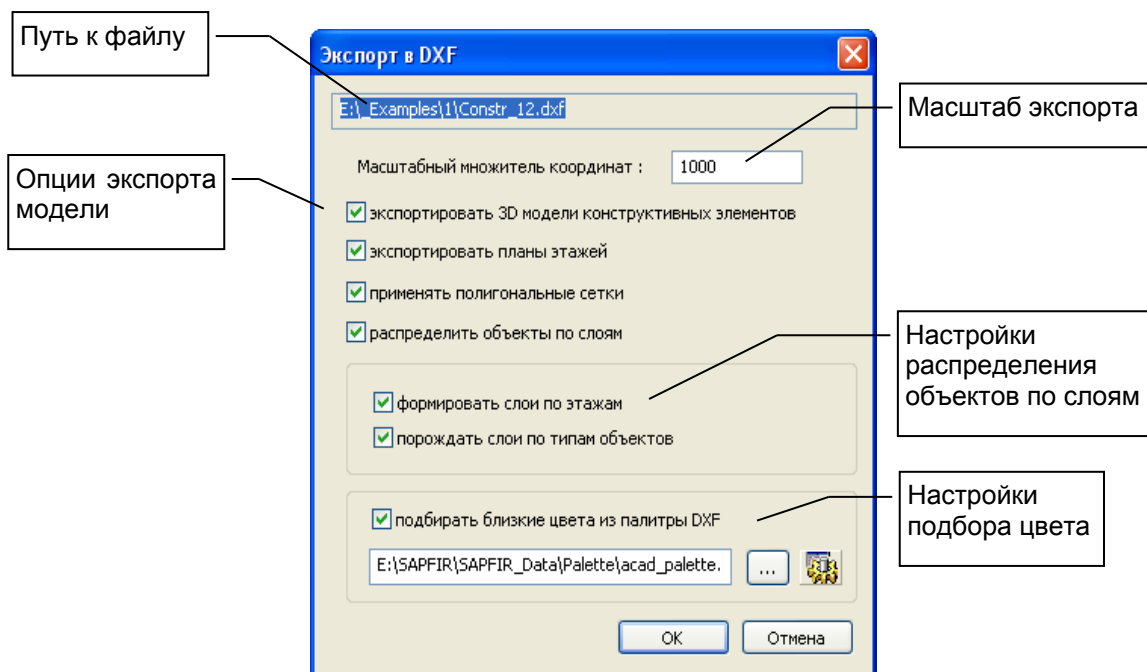 Путь к файлу
Экспорт в DXF
E:\_Examples\1\Constr_12.dxf
Масштаб экспорта
Масштабный множитель координат :
1000
Опции экспорта
модели
экспортировать 3D модели конструктивных элементов
экспортировать планы этажей
применять полигональные сетки
распределить объекты по слоям
Настройки
распределения
объектов по слоям
формировать слои по этажам
порождать слои по типам объектов
Настройки
подбора цвета
подбирать близкие цвета из палитры DXF
E:\SAPFIR\SAPFIR_Data\Palette\acad_palette.
...
OK
Отмена